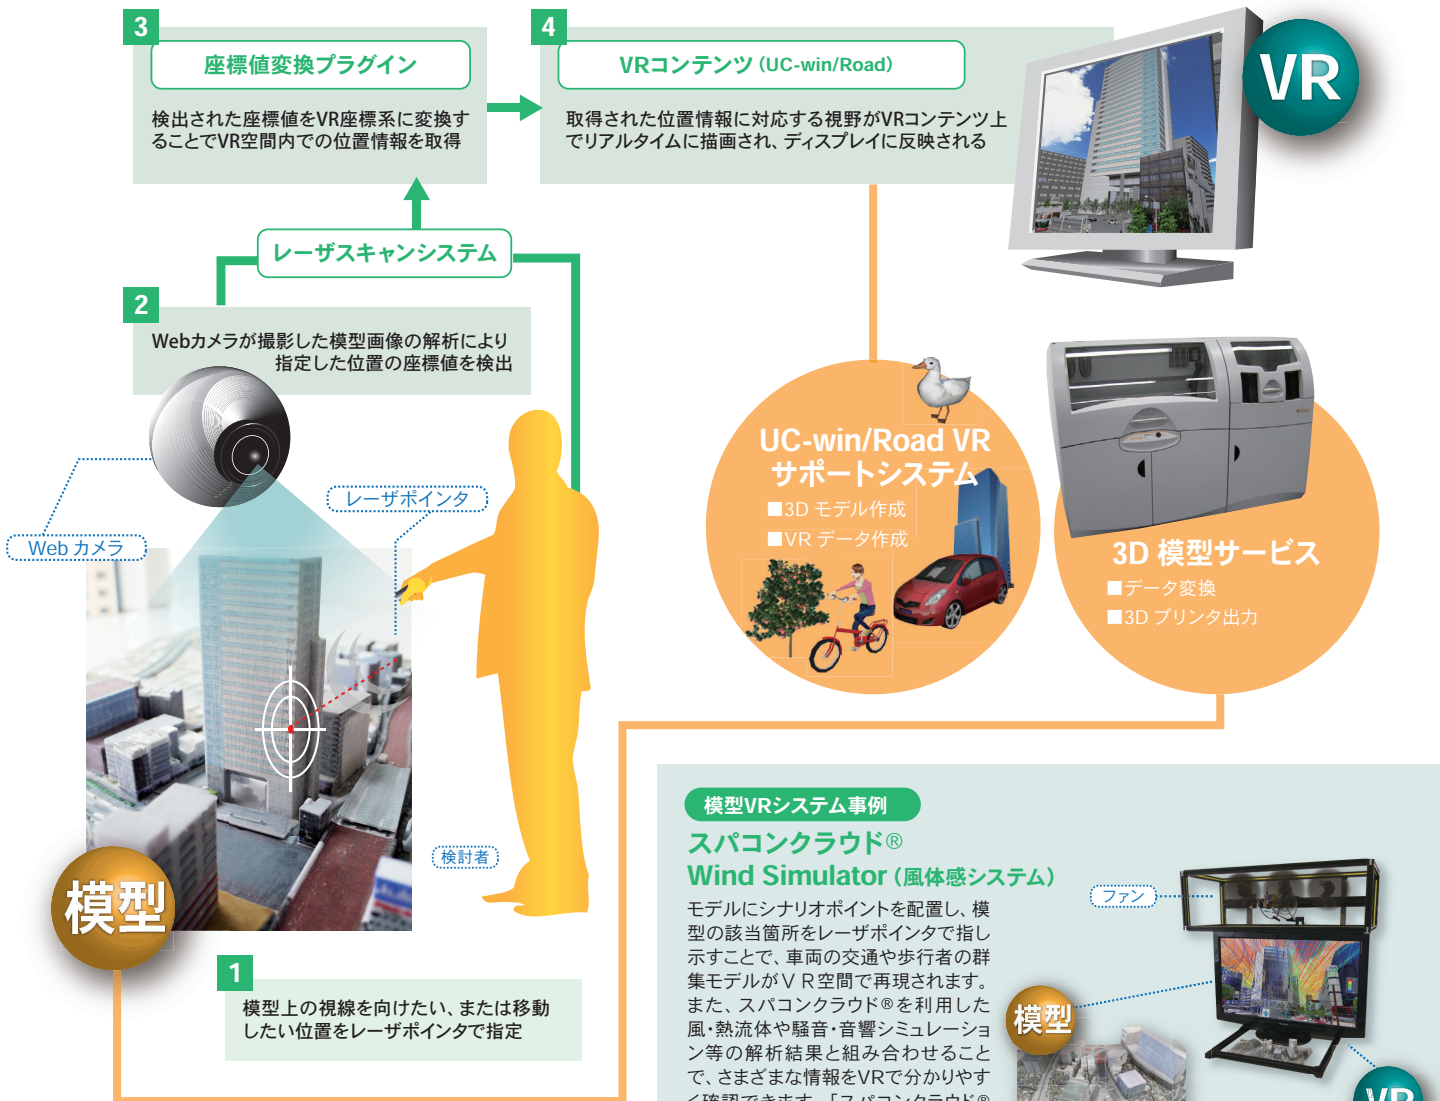 3
座標値変換プラグイン
検出された座標値をVR座標系に変換す
ることでVR空間内での位置情報を取得
4
VRコンテンツ（UC-win/Road）
取得された位置情報に対応する視野がVRコンテンツ上
でリアルタイムに描画され、ディスプレイに反映される
VR
レーザスキャンシステム
2
Webカメラが撮影した模型画像の解析により
指定した位置の座標値を検出
レーザポインタ
Web カメラ
検討者
模型
1
模型上の視線を向けたい、または移動
したい位置をレーザポインタで指定
UC-win/Road VR
サポートシステム
■3D モデル作成
■VR データ作成
3D 模型サービス
■データ変換
■3D プリンタ出力
模型VRシステム事例
スパコンクラウド®
Wind Simulator（風体感システム）
モデルにシナリオポイントを配置し、模
型の該当箇所をレーザポインタで指し
示すことで、車両の交通や歩行者の群
集モデルがＶＲ空間で再現されます。
また、スパコンクラウド®を利用した
風・熱流体や騒音・音響シミュレーショ
ン等の解析結果と組み合わせること
で、さまざまな情報をVRで分かりやす
く確認できます。「スパコンクラウド®
ファン
模型
VR